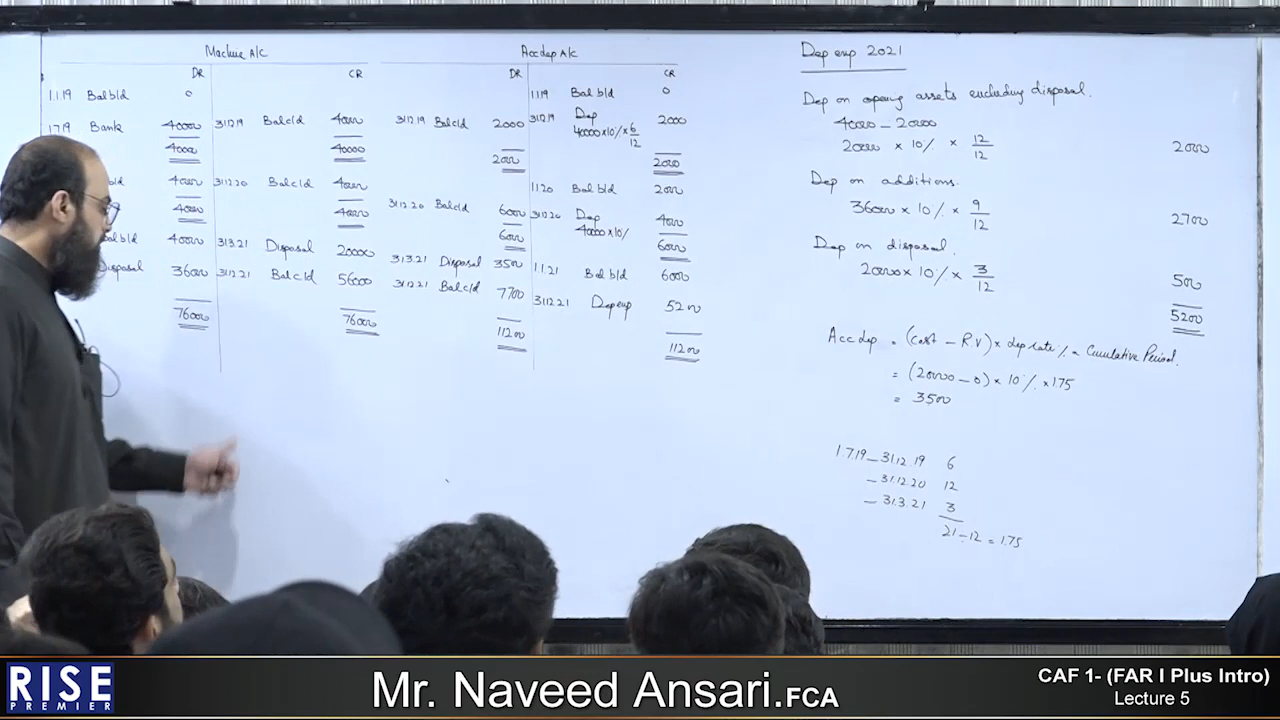 Machine A/C
DR CR
1.1.19 Bal b/d 0
1.7.19 Bank 40000 31.12.19 Bal c/d 40000
40000 40000
b/d 40000 31.12.20 Bal c/d 40000
40000 40000
Bal b/d 40000 31.3.21 Disposal 20000
Disposal 36000 31.12.21 Bal c/d 56000
76000 76000
Acc dep A/C
DR CR
1.1.19 Bal b/d 0
31.12.19 Bal c/d 2000 31.12.19 Dep 2000
40000 x 10% x 6/12
2000 2000
1.1.20 Bal b/d 2000
31.12.20 Bal c/d 6000 31.12.20 Dep 4000
40000 x 10%
6000 6000
31.3.21 Disposal 3500 1.1.21 Bal b/d 6000
31.12.21 Bal c/d 7700 31.12.21 Dep exp 5200
11200 11200
Dep exp 2021
Dep on opening assets excluding disposal.
40000 - 20000
20000 x 10% x 12/12 2000
Dep on additions.
36000 x 10% x 9/12 2700
Dep on disposal.
20000 x 10% x 3/12 500
5200
Acc dep = (cost - RV) x dep rate % x Cumulative Period.
= (20000 - 0) x 10% x 1.75
= 3500
1.7.19 - 31.12.19 6
- 31.12.20 12
- 31.3.21 3
21 ÷ 12 = 1.75
RISE
PREMIER
Mr. Naveed Ansari.FCA
CAF 1- (FAR I Plus Intro)
Lecture 5